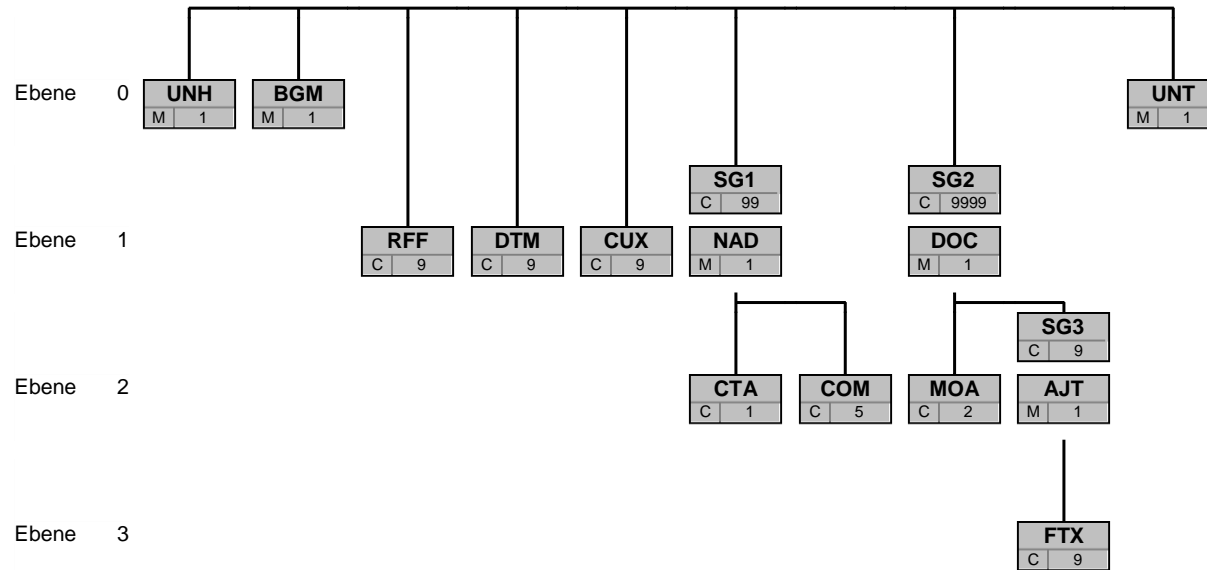 Ebene 0 UNH BGM UNT
M 1 M 1 M 1
SG1 SG2
C 99 C 9999
Ebene 1 RFF DTM CUX NAD DOC
C 9 C 9 C 9 M 1 M 1
SG3
C 9
Ebene 2 CTA COM MOA AJT
C 1 C 5 C 2 M 1
Ebene 3 FTX
C 9